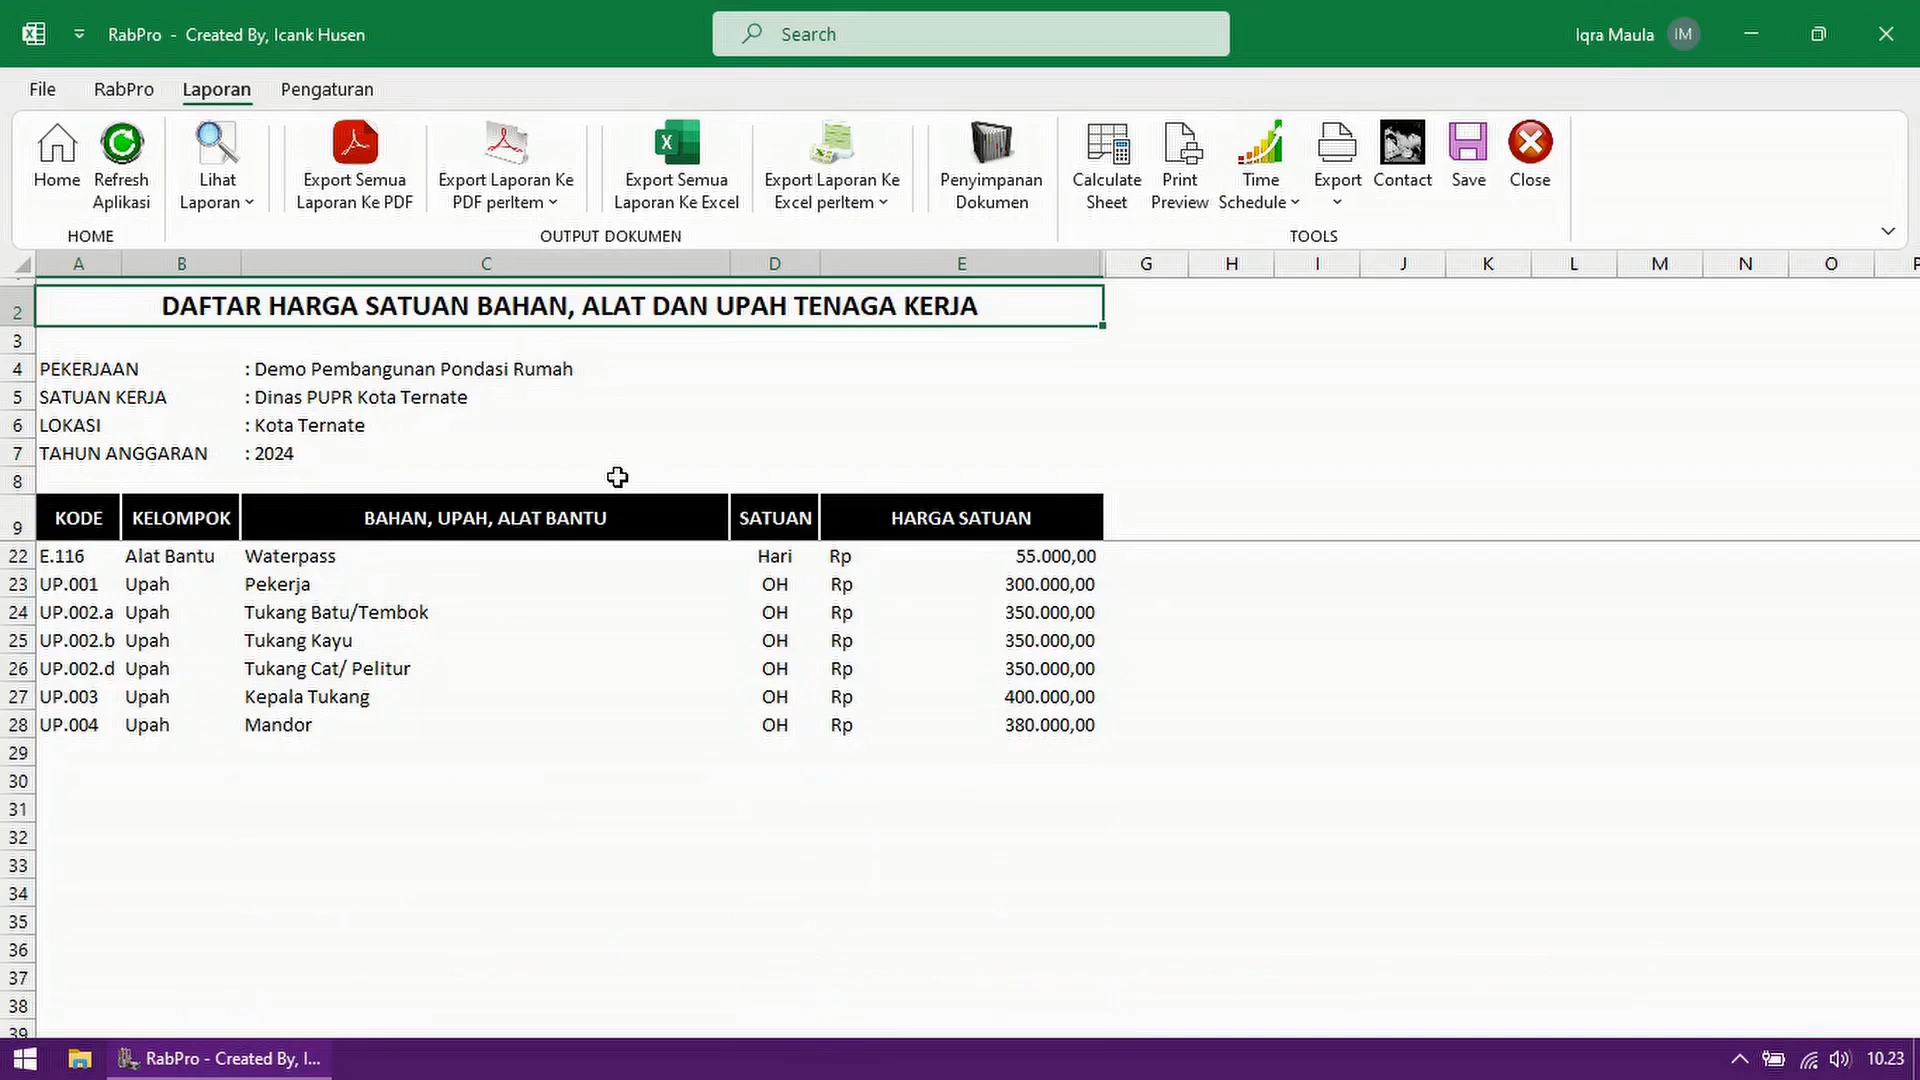 RabPro - Created By, Icank Husen
Search
Iqra Maula IM
File RabPro Laporan Pengaturan
Home
Refresh Aplikasi
Lihat Laporan
Export Semua Laporan Ke PDF
Export Laporan Ke PDF perItem
Export Semua Laporan Ke Excel
Export Laporan Ke Excel perItem
Penyimpanan Dokumen
Calculate Sheet
Print Preview
Time Schedule
Export
Contact
Save
Close
HOME OUTPUT DOKUMEN TOOLS
A B C D E G H I J K L M N O P
2 DAFTAR HARGA SATUAN BAHAN, ALAT DAN UPAH TENAGA KERJA
3
4 PEKERJAAN : Demo Pembangunan Pondasi Rumah
5 SATUAN KERJA : Dinas PUPR Kota Ternate
6 LOKASI : Kota Ternate
7 TAHUN ANGGARAN : 2024
8
9 KODE KELOMPOK BAHAN, UPAH, ALAT BANTU SATUAN HARGA SATUAN
22 E.116 Alat Bantu Waterpass Hari Rp 55.000,00
23 UP.001 Upah Pekerja OH Rp 300.000,00
24 UP.002.a Upah Tukang Batu/Tembok OH Rp 350.000,00
25 UP.002.b Upah Tukang Kayu OH Rp 350.000,00
26 UP.002.d Upah Tukang Cat/ Pelitur OH Rp 350.000,00
27 UP.003 Upah Kepala Tukang OH Rp 400.000,00
28 UP.004 Upah Mandor OH Rp 380.000,00
29
30
31
32
33
34
35
36
37
38
39
RabPro - Created By, I... 10.23